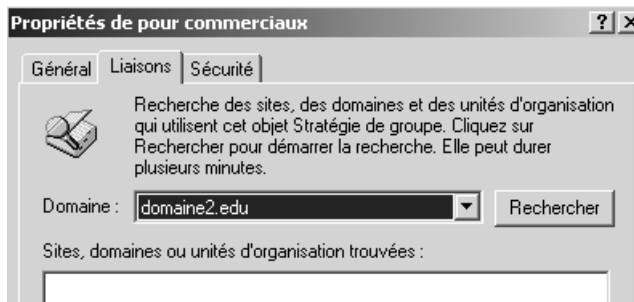 Propriétés de pour commerciaux
Général Liaisons Sécurité
Recherche des sites, des domaines et des unités d'organisation
qui utilisent cet objet Stratégie de groupe. Cliquez sur
Rechercher pour démarrer la recherche. Elle peut durer
plusieurs minutes.
Domaine : domaine2.edu Rechercher
Sites, domaines ou unités d'organisation trouvées :